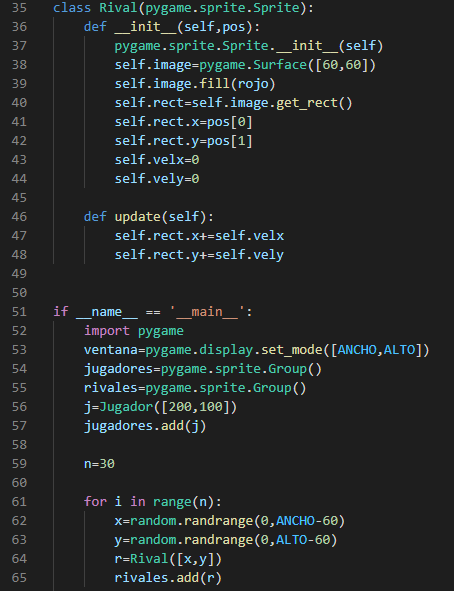 35 class Rival(pygame.sprite.Sprite):
36     def __init__(self,pos):
37         pygame.sprite.Sprite.__init__(self)
38         self.image=pygame.Surface([60,60])
39         self.image.fill(rojo)
40         self.rect=self.image.get_rect()
41         self.rect.x=pos[0]
42         self.rect.y=pos[1]
43         self.velx=0
44         self.vely=0
45
46     def update(self):
47         self.rect.x+=self.velx
48         self.rect.y+=self.vely
49
50
51 if __name__ == '__main__':
52     import pygame
53     ventana=pygame.display.set_mode([ANCHO,ALTO])
54     jugadores=pygame.sprite.Group()
55     rivales=pygame.sprite.Group()
56     j=Jugador([200,100])
57     jugadores.add(j)
58
59     n=30
60
61     for i in range(n):
62         x=random.randrange(0,ANCHO-60)
63         y=random.randrange(0,ALTO-60)
64         r=Rival([x,y])
65         rivales.add(r)